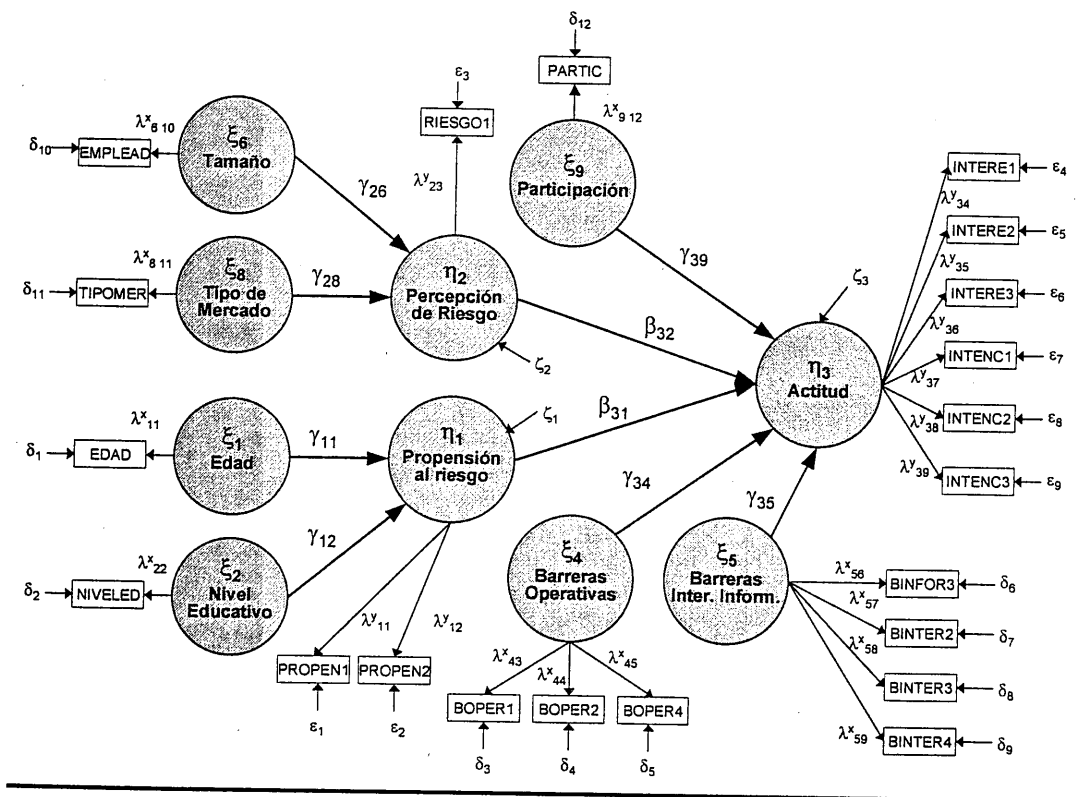 δ12
PARTIC
λx9 12
ξ9
Participación
ε3
RIESGO1
λy23
δ10
EMPLEAD
λx6 10
ξ6
Tamaño
γ26
δ11
TIPOMER
λx8 11
ξ8
Tipo de
Mercado
γ28
η2
Percepción
de Riesgo
ζ2
γ39
β32
ζ3
η3
Actitud
INTERE1
ε4
λy34
INTERE2
ε5
λy35
INTERE3
ε6
λy36
INTENC1
ε7
λy37
INTENC2
ε8
λy38
INTENC3
ε9
λy39
δ1
EDAD
λx11
ξ1
Edad
γ11
η1
Propensión
al riesgo
ζ1
β31
δ2
NIVELED
λx22
ξ2
Nivel
Educativo
γ12
λy11
λy12
PROPEN1
PROPEN2
ε1
ε2
γ34
ξ4
Barreras
Operativas
λx43
λx44
λx45
BOPER1
BOPER2
BOPER4
δ3
δ4
δ5
γ35
ξ5
Barreras
Inter. Inform.
λx56
BINFOR3
δ6
λx57
BINTER2
δ7
λx58
BINTER3
δ8
λx59
BINTER4
δ9